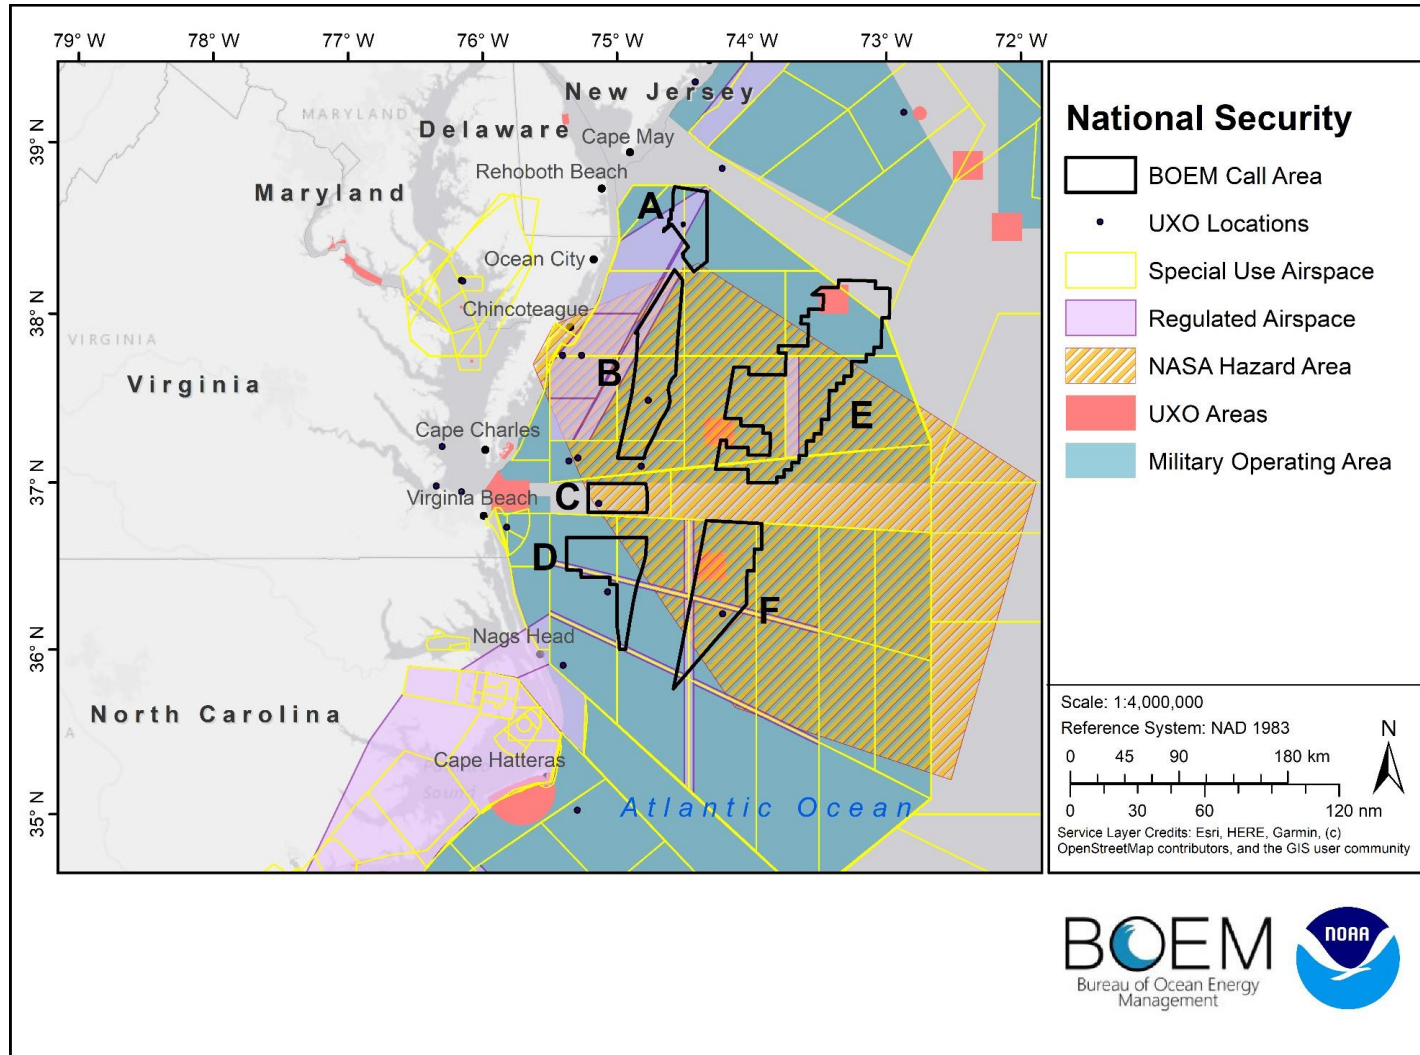 79° W 78° W 77° W 76° W 75° W 74° W 73° W 72° W
39° N
38° N
37° N
36° N
35° N
New Jersey
MARYLAND
Delaware
Cape May
Rehoboth Beach
Maryland
A
Ocean City
Chincoteague
VIRGINIA
Virginia
B
E
Cape Charles
Virginia Beach
C
D
F
Nags Head
North Carolina
Cape Hatteras
Sound
Atlantic Ocean
National Security
BOEM Call Area
UXO Locations
Special Use Airspace
Regulated Airspace
NASA Hazard Area
UXO Areas
Military Operating Area
Scale: 1:4,000,000
Reference System: NAD 1983
N
0 45 90 180 km
0 30 60 120 nm
Service Layer Credits: Esri, HERE, Garmin, (c)
OpenStreetMap contributors, and the GIS user community
BOEM
Bureau of Ocean Energy
Management
NOAA